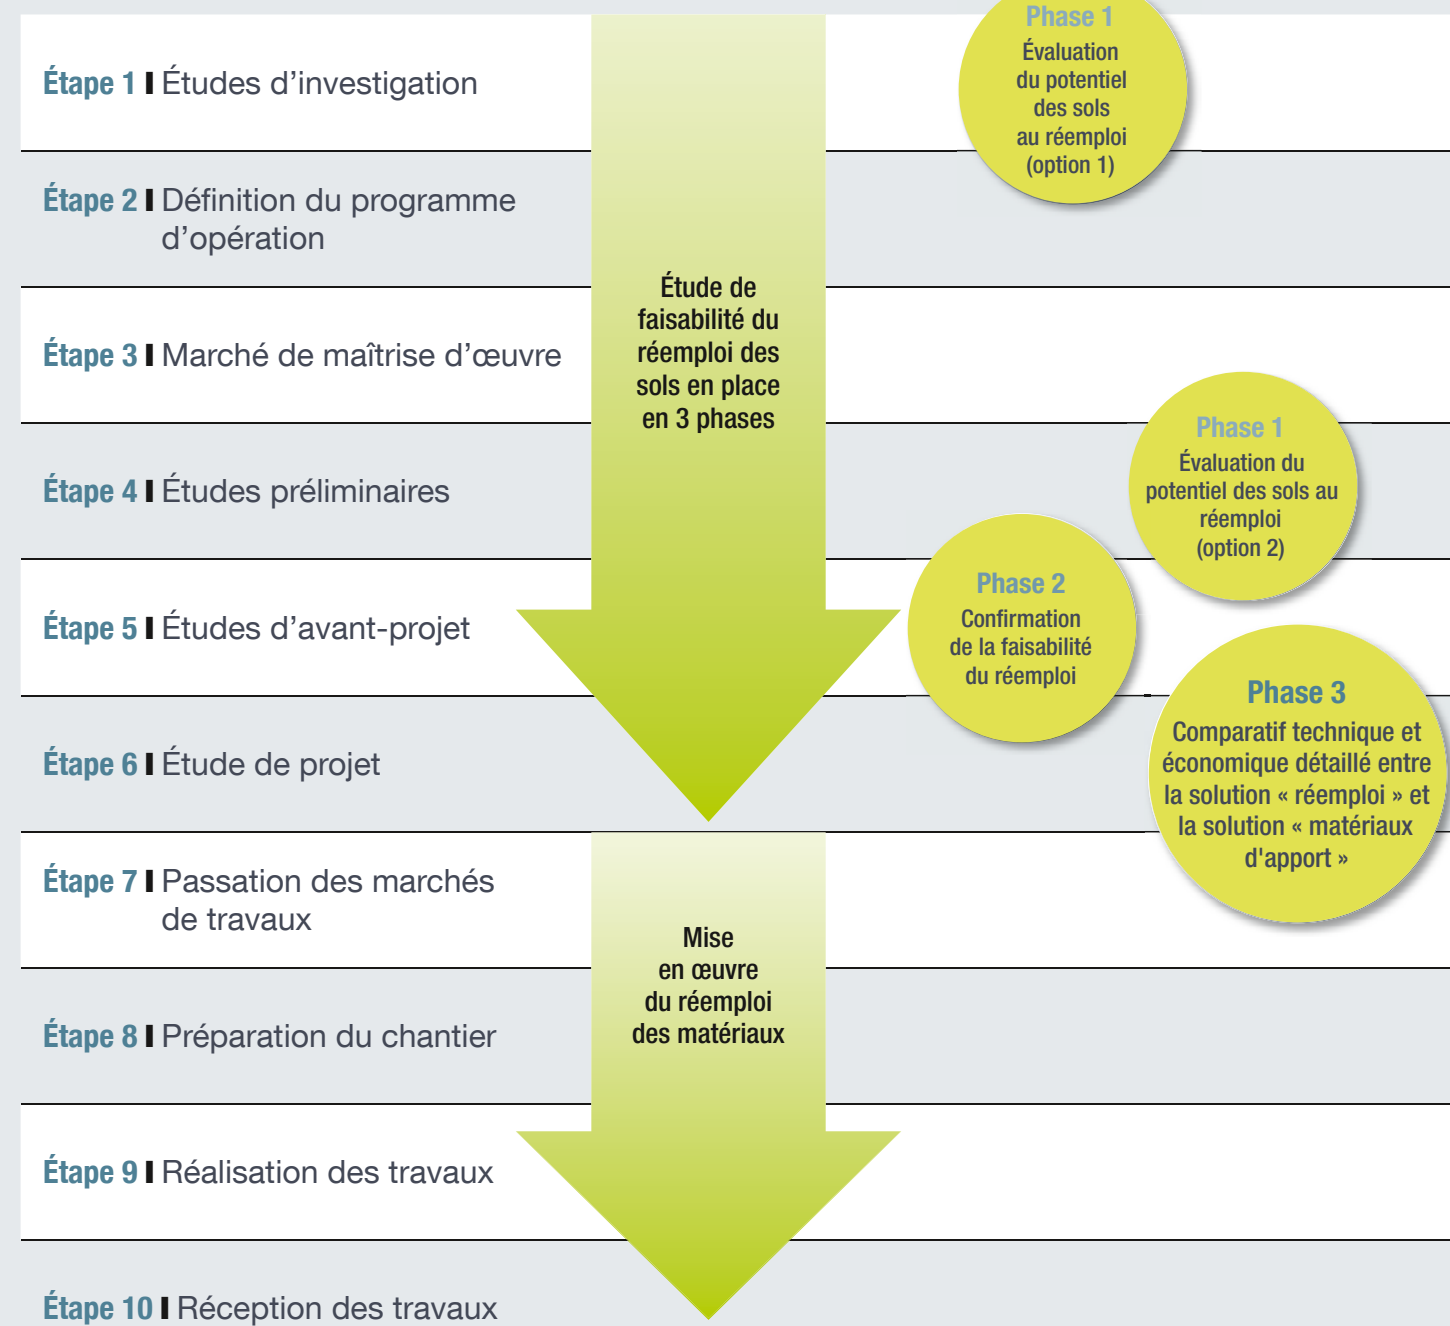 Étape 1 I Études d’investigation
Étape 2 I Définition du programme
d’opération
Étape 3 I Marché de maîtrise d’œuvre
Étape 4 I Études préliminaires
Étape 5 I Études d’avant-projet
Étape 6 I Étude de projet
Étape 7 I Passation des marchés
de travaux
Étape 8 I Préparation du chantier
Étape 9 I Réalisation des travaux
Étape 10 I Réception des travaux
Étude de
faisabilité du
réemploi des
sols en place
en 3 phases
Mise
en œuvre
du réemploi
des matériaux
Phase 1
Évaluation
du potentiel
des sols
au réemploi
(option 1)
Phase 1
Évaluation du
potentiel des sols au
réemploi
(option 2)
Phase 2
Confirmation
de la faisabilité
du réemploi
Phase 3
Comparatif technique et
économique détaillé entre
la solution « réemploi » et
la solution « matériaux
d'apport »